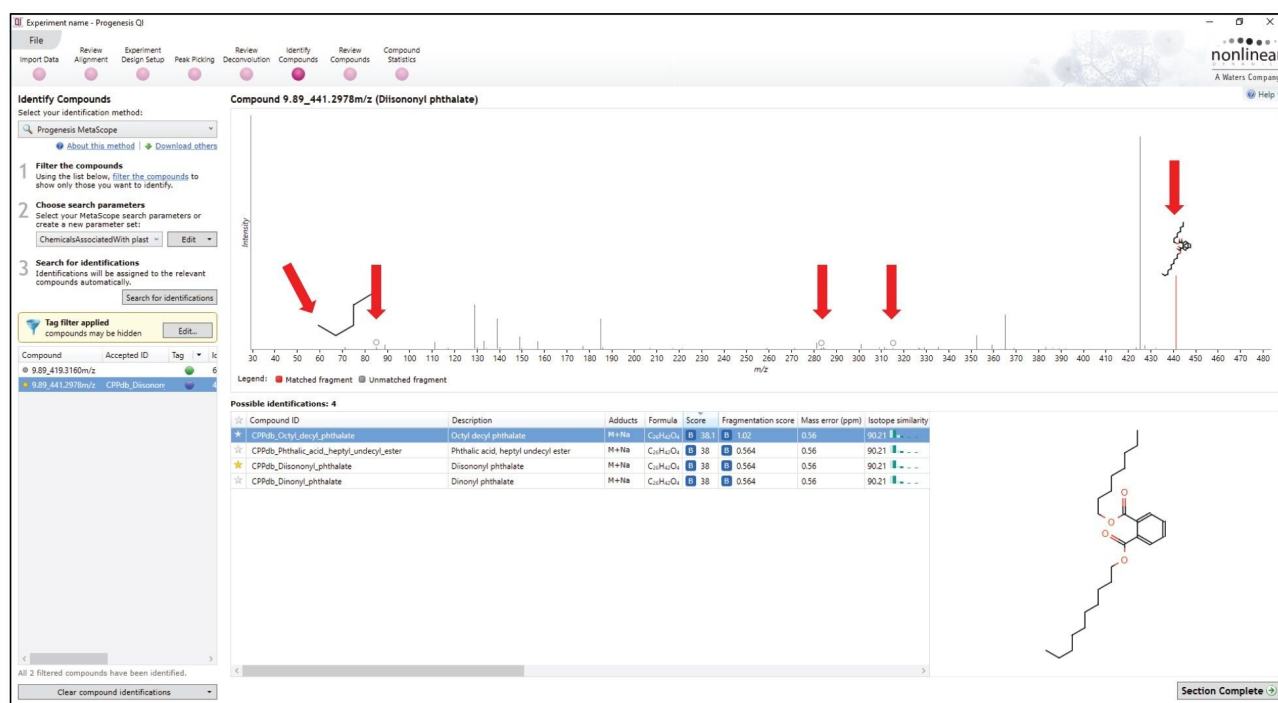 Experiment name - Progenesis QI
File
nonlinear
DYNAMICS
A Waters Company
Import Data
Review Alignment
Experiment Design Setup
Peak Picking
Review Deconvolution
Identify Compounds
Review Compounds
Compound Statistics
Help
Identify Compounds
Select your identification method:
Progenesis MetaScope
About this method | Download others
1 Filter the compounds
Using the list below, filter the compounds to
show only those you want to identify.
2 Choose search parameters
Select your MetaScope search parameters or
create a new parameter set:
ChemicalsAssociatedWith plast Edit
3 Search for identifications
Identifications will be assigned to the relevant
compounds automatically.
Search for identifications
Tag filter applied
compounds may be hidden Edit...
Compound Accepted ID Tag Ic
9.89_419.3160m/z 6
9.89_441.2978m/z CPPdb_Diisonon 4
All 2 filtered compounds have been identified.
Clear compound identifications
Compound 9.89_441.2978m/z (Diisononyl phthalate)
Intensity
30 40 50 60 70 80 90 100 110 120 130 140 150 160 170 180 190 200 210 220 230 240 250 260 270 280 290 300 310 320 330 340 350 360 370 380 390 400 410 420 430 440 450 460 470 480
m/z
Legend: Matched fragment Unmatched fragment
Possible identifications: 4
Compound ID Description Adducts Formula Score Fragmentation score Mass error (ppm) Isotope similarity
CPPdb_Octyl_decyl_phthalate Octyl decyl phthalate M+Na C₂₆H₄₂O₄ B 38.1 B 1.02 0.56 90.21
CPPdb_Phthalic_acid,_heptyl_undecyl_ester Phthalic acid, heptyl undecyl ester M+Na C₂₆H₄₂O₄ B 38 B 0.564 0.56 90.21
CPPdb_Diisononyl_phthalate Diisononyl phthalate M+Na C₂₆H₄₂O₄ B 38 B 0.564 0.56 90.21
CPPdb_Dinonyl_phthalate Dinonyl phthalate M+Na C₂₆H₄₂O₄ B 38 B 0.564 0.56 90.21
O
O
O
O
Section Complete